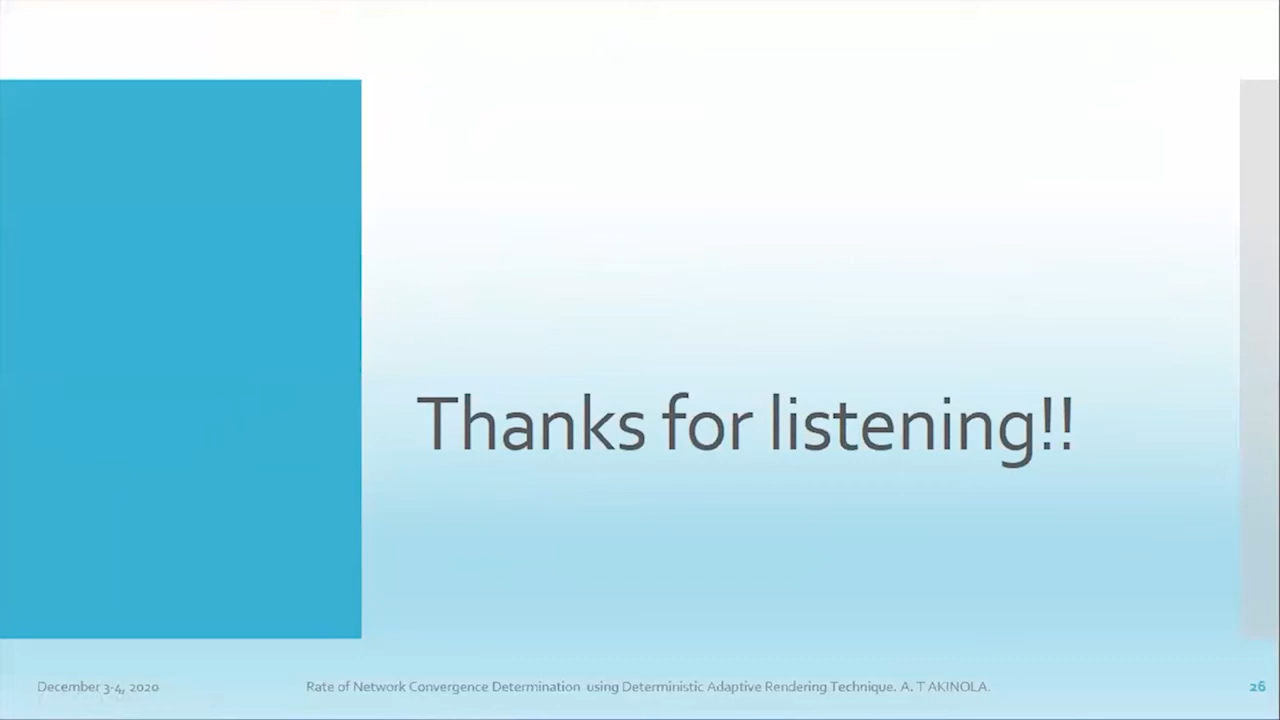 Thanks for listening!!
December 3-4, 2020
Rate of Network Convergence Determination using Deterministic Adaptive Rendering Technique. A. T AKINOLA.
26